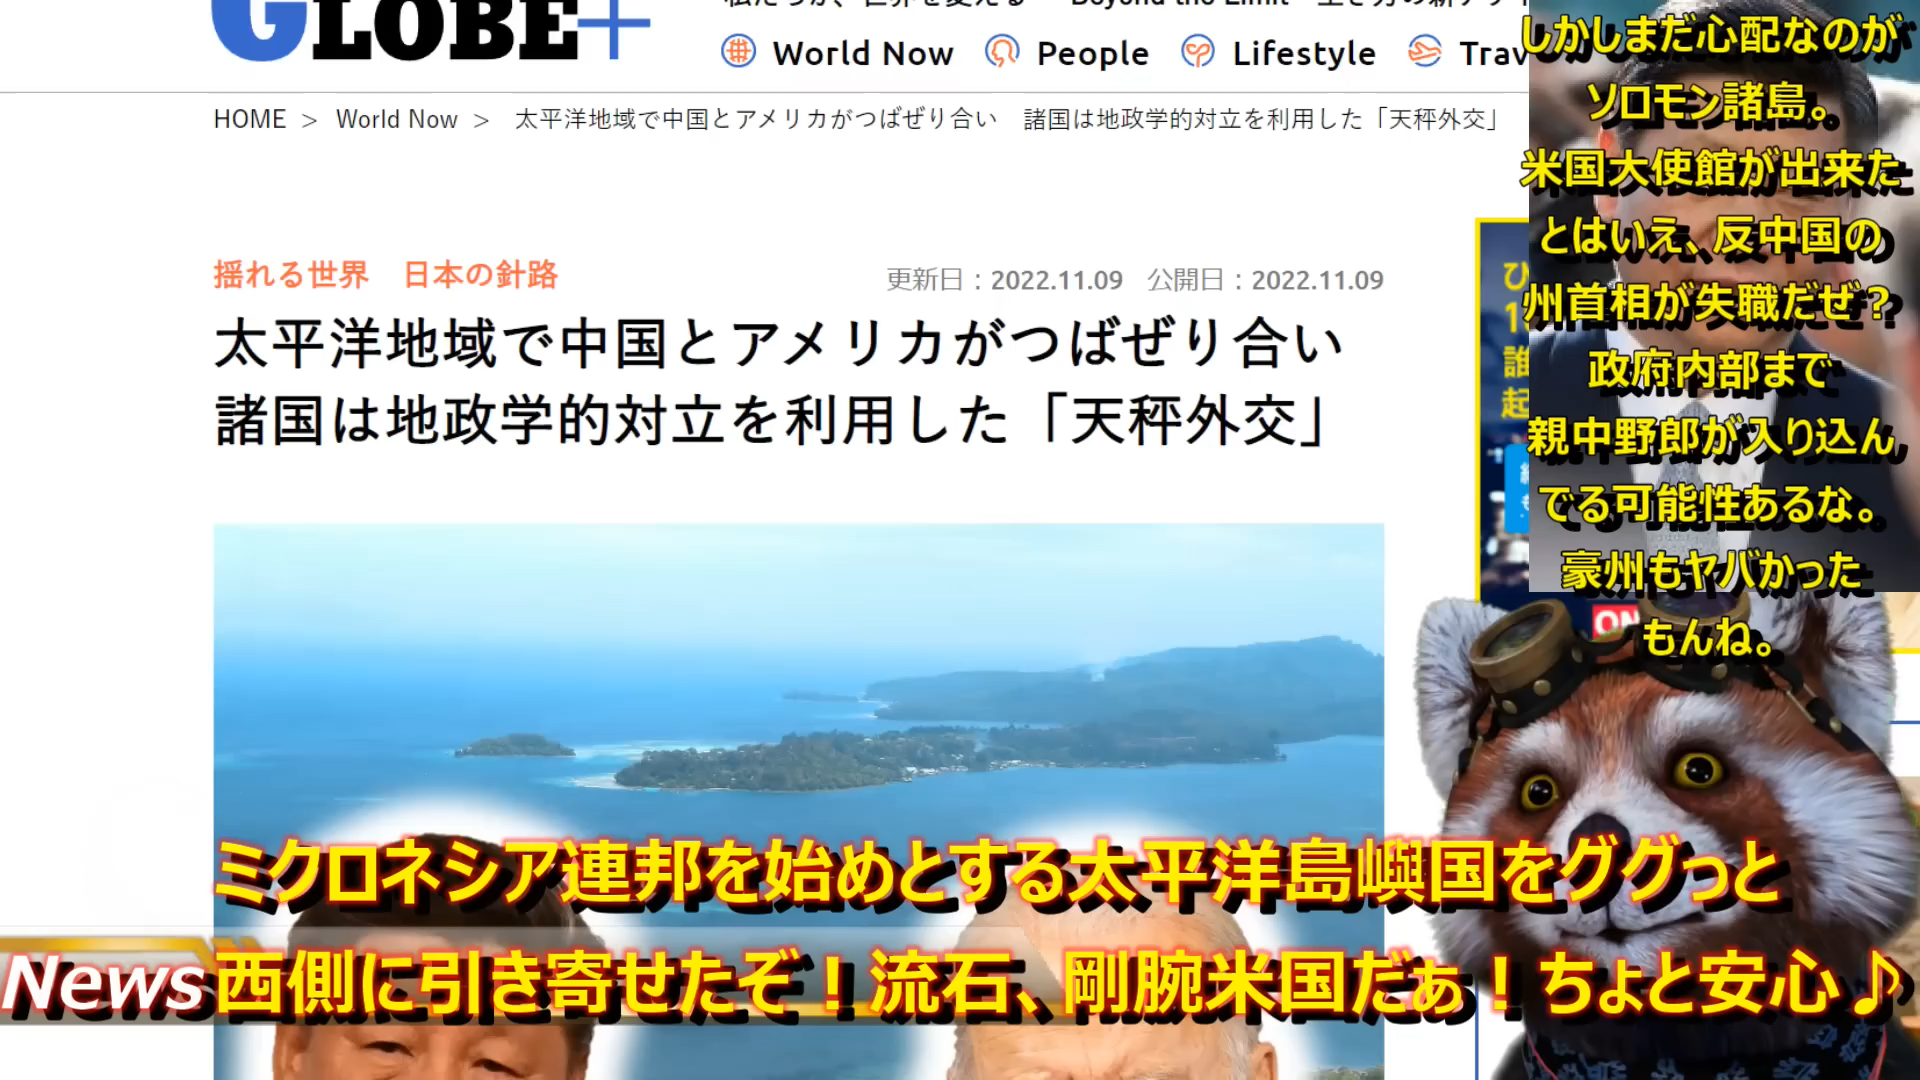 GLOBE+
World Now
People
Lifestyle
Trav
HOME > World Now > 太平洋地域で中国とアメリカがつばぜり合い　諸国は地政学的対立を利用した「天秤外交」
揺れる世界　日本の針路
更新日：2022.11.09　公開日：2022.11.09
太平洋地域で中国とアメリカがつばぜり合い
諸国は地政学的対立を利用した「天秤外交」
しかしまだ心配なのが
ソロモン諸島。
米国大使館が出来た
とはいえ、反中国の
州首相が失職だぜ？
政府内部まで
親中野郎が入り込ん
でる可能性あるな。
豪州もヤバかった
もんね。
ミクロネシア連邦を始めとする太平洋島嶼国をググっと
News
西側に引き寄せたぞ！流石、剛腕米国だぁ！ちょと安心♪